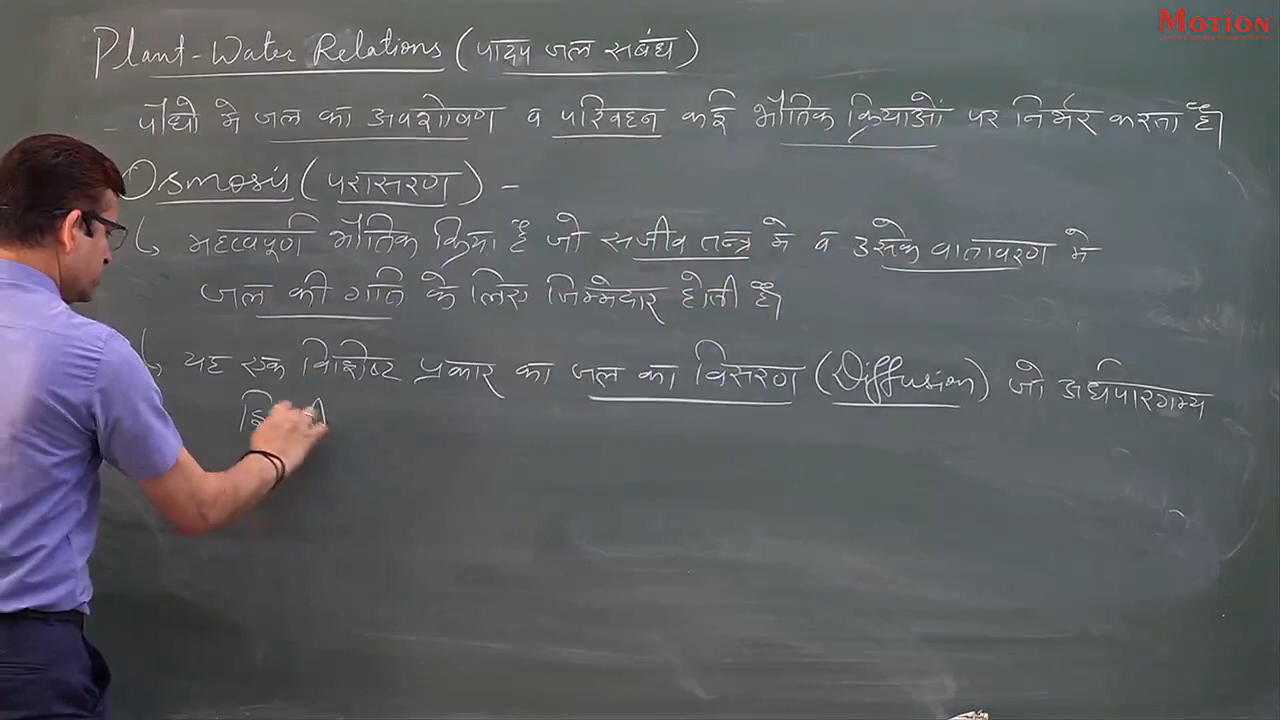 MOTION
Plant-Water Relations (पादप जल सबंध)
- पौधो मे जल का अवशोषण व परिवहन कई भौतिक क्रियाओं पर निर्भर करता है।
Osmosis (परासरण) -
महत्वपूर्ण भौतिक क्रिया है जो सजीव तन्त्र मे व उसके वातावरण मे
जल की गति के लिए जिम्मेदार होती है।
यह एक विशिष्ट प्रकार का जल का विसरण (Diffusion) जो अर्धपारगम्य